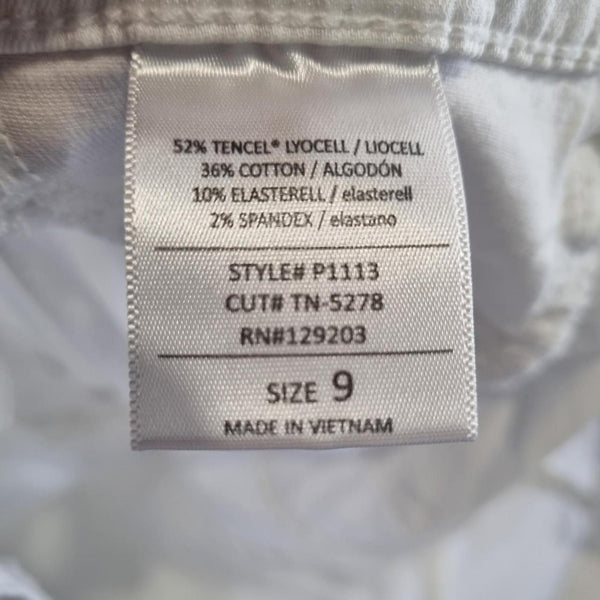 52% TENCEL® LYOCELL / LIOCELL
36% COTTON / ALGODÓN
10% ELASTERELL / elasterell
2% SPANDEX / elastano
STYLE# P1113
CUT# TN-5278
RN#129203
SIZE 9
MADE IN VIETNAM